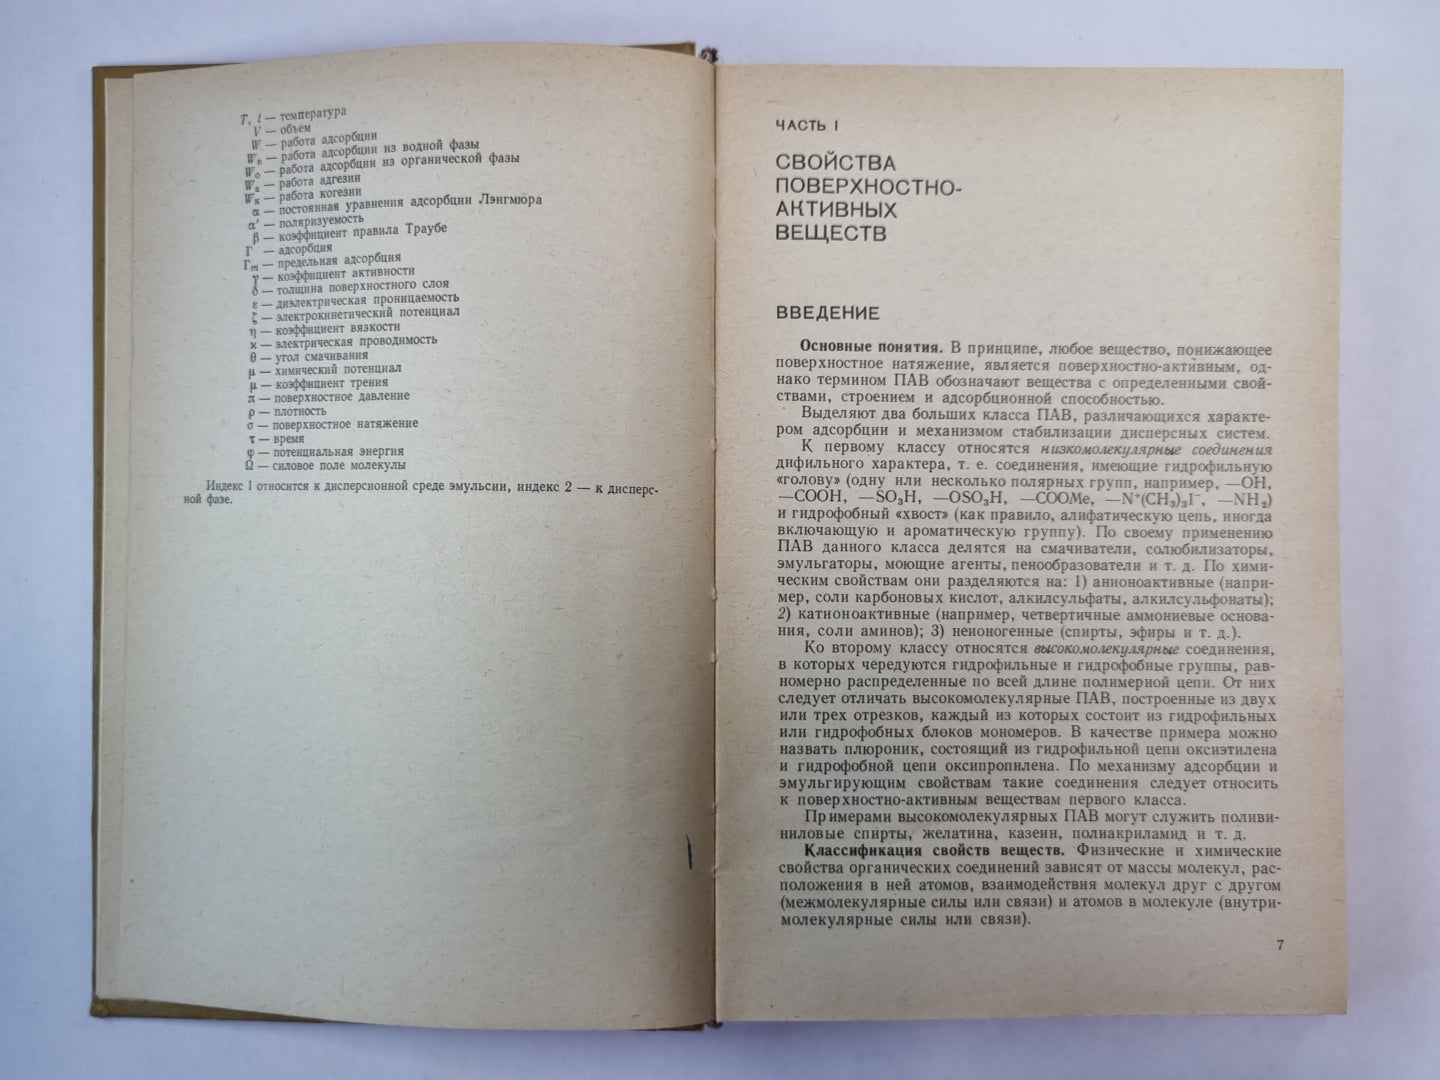 T, t — температура
V — объем
W — работа адсорбции
Wв — работа адсорбции из водной фазы
Wо — работа адсорбции из органической фазы
Wа — работа адгезии
Wк — работа когезии
α — постоянная уравнения адсорбции Лэнгмюра
α′ — поляризуемость
β — коэффициент правила Траубе
Γ — адсорбция
Γm — предельная адсорбция
γ — коэффициент активности
δ — толщина поверхностного слоя
ε — диэлектрическая проницаемость
ζ — электрокинетический потенциал
η — коэффициент вязкости
κ — электрическая проводимость
θ — угол смачивания
μ — химический потенциал
μ — коэффициент трения
π — поверхностное давление
ρ — плотность
σ — поверхностное натяжение
τ — время
φ — потенциальная энергия
Ω — силовое поле молекулы
Индекс 1 относится к дисперсионной среде эмульсии, индекс 2 — к дисперс-
ной фазе.
ЧАСТЬ I
СВОЙСТВА
ПОВЕРХНОСТНО-
АКТИВНЫХ
ВЕЩЕСТВ
ВВЕДЕНИЕ
Основные понятия. В принципе, любое вещество, понижающее
поверхностное натяжение, является поверхностно-активным, од-
нако термином ПАВ обозначают вещества с определенными свой-
ствами, строением и адсорбционной способностью.
Выделяют два больших класса ПАВ, различающихся характе-
ром адсорбции и механизмом стабилизации дисперсных систем.
К первому классу относятся низкомолекулярные соединения
дифильного характера, т. е. соединения, имеющие гидрофильную
«голову» (одну или несколько полярных групп, например, —OH,
—COOH, —SO₃H, —OSO₃H, —COOMe, —N⁺(CH₃)₃I⁻, —NH₂)
и гидрофобный «хвост» (как правило, алифатическую цепь, иногда
включающую и ароматическую группу). По своему применению
ПАВ данного класса делятся на смачиватели, солюбилизаторы,
эмульгаторы, моющие агенты, пенообразователи и т. д. По хими-
ческим свойствам они разделяются на: 1) анионоактивные (напри-
мер, соли карбоновых кислот, алкилсульфаты, алкилсульфонаты);
2) катионоактивные (например, четвертичные аммониевые основа-
ния, соли аминов); 3) неионогенные (спирты, эфиры и т. д.).
Ко второму классу относятся высокомолекулярные соединения,
в которых чередуются гидрофильные и гидрофобные группы, рав-
номерно распределенные по всей длине полимерной цепи. От них
следует отличать высокомолекулярные ПАВ, построенные из двух
или трех отрезков, каждый из которых состоит из гидрофильных
или гидрофобных блоков мономеров. В качестве примера можно
назвать плюроник, состоящий из гидрофильной цепи оксиэтилена
и гидрофобной цепи оксипропилена. По механизму адсорбции и
эмульгирующим свойствам такие соединения следует относить
к поверхностно-активным веществам первого класса.
Примерами высокомолекулярных ПАВ могут служить поливи-
ниловые спирты, желатина, казеин, полиакриламид и т. д.
Классификация свойств веществ. Физические и химические
свойства органических соединений зависят от массы молекул, рас-
положения в ней атомов, взаимодействия молекул друг с другом
(межмолекулярные силы или связи) и атомов в молекуле (внутри-
молекулярные силы или связи).
7